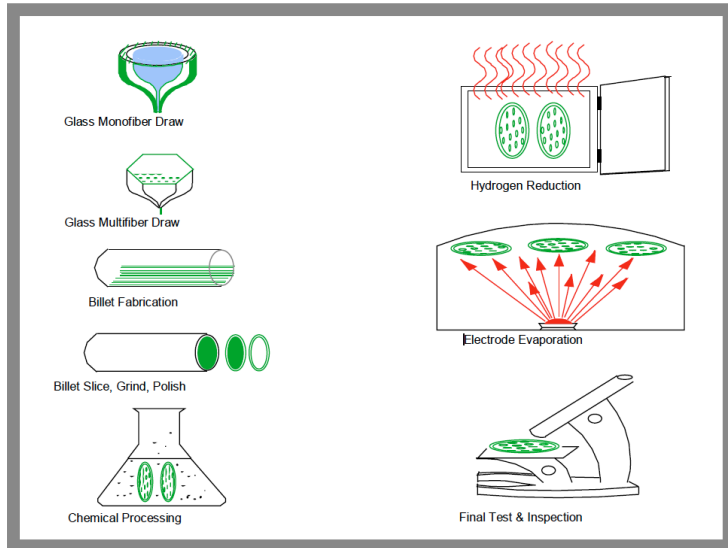 Glass Monofiber Draw
Glass Multifiber Draw
Billet Fabrication
Billet Slice, Grind, Polish
Chemical Processing
Hydrogen Reduction
Electrode Evaporation
Final Test & Inspection